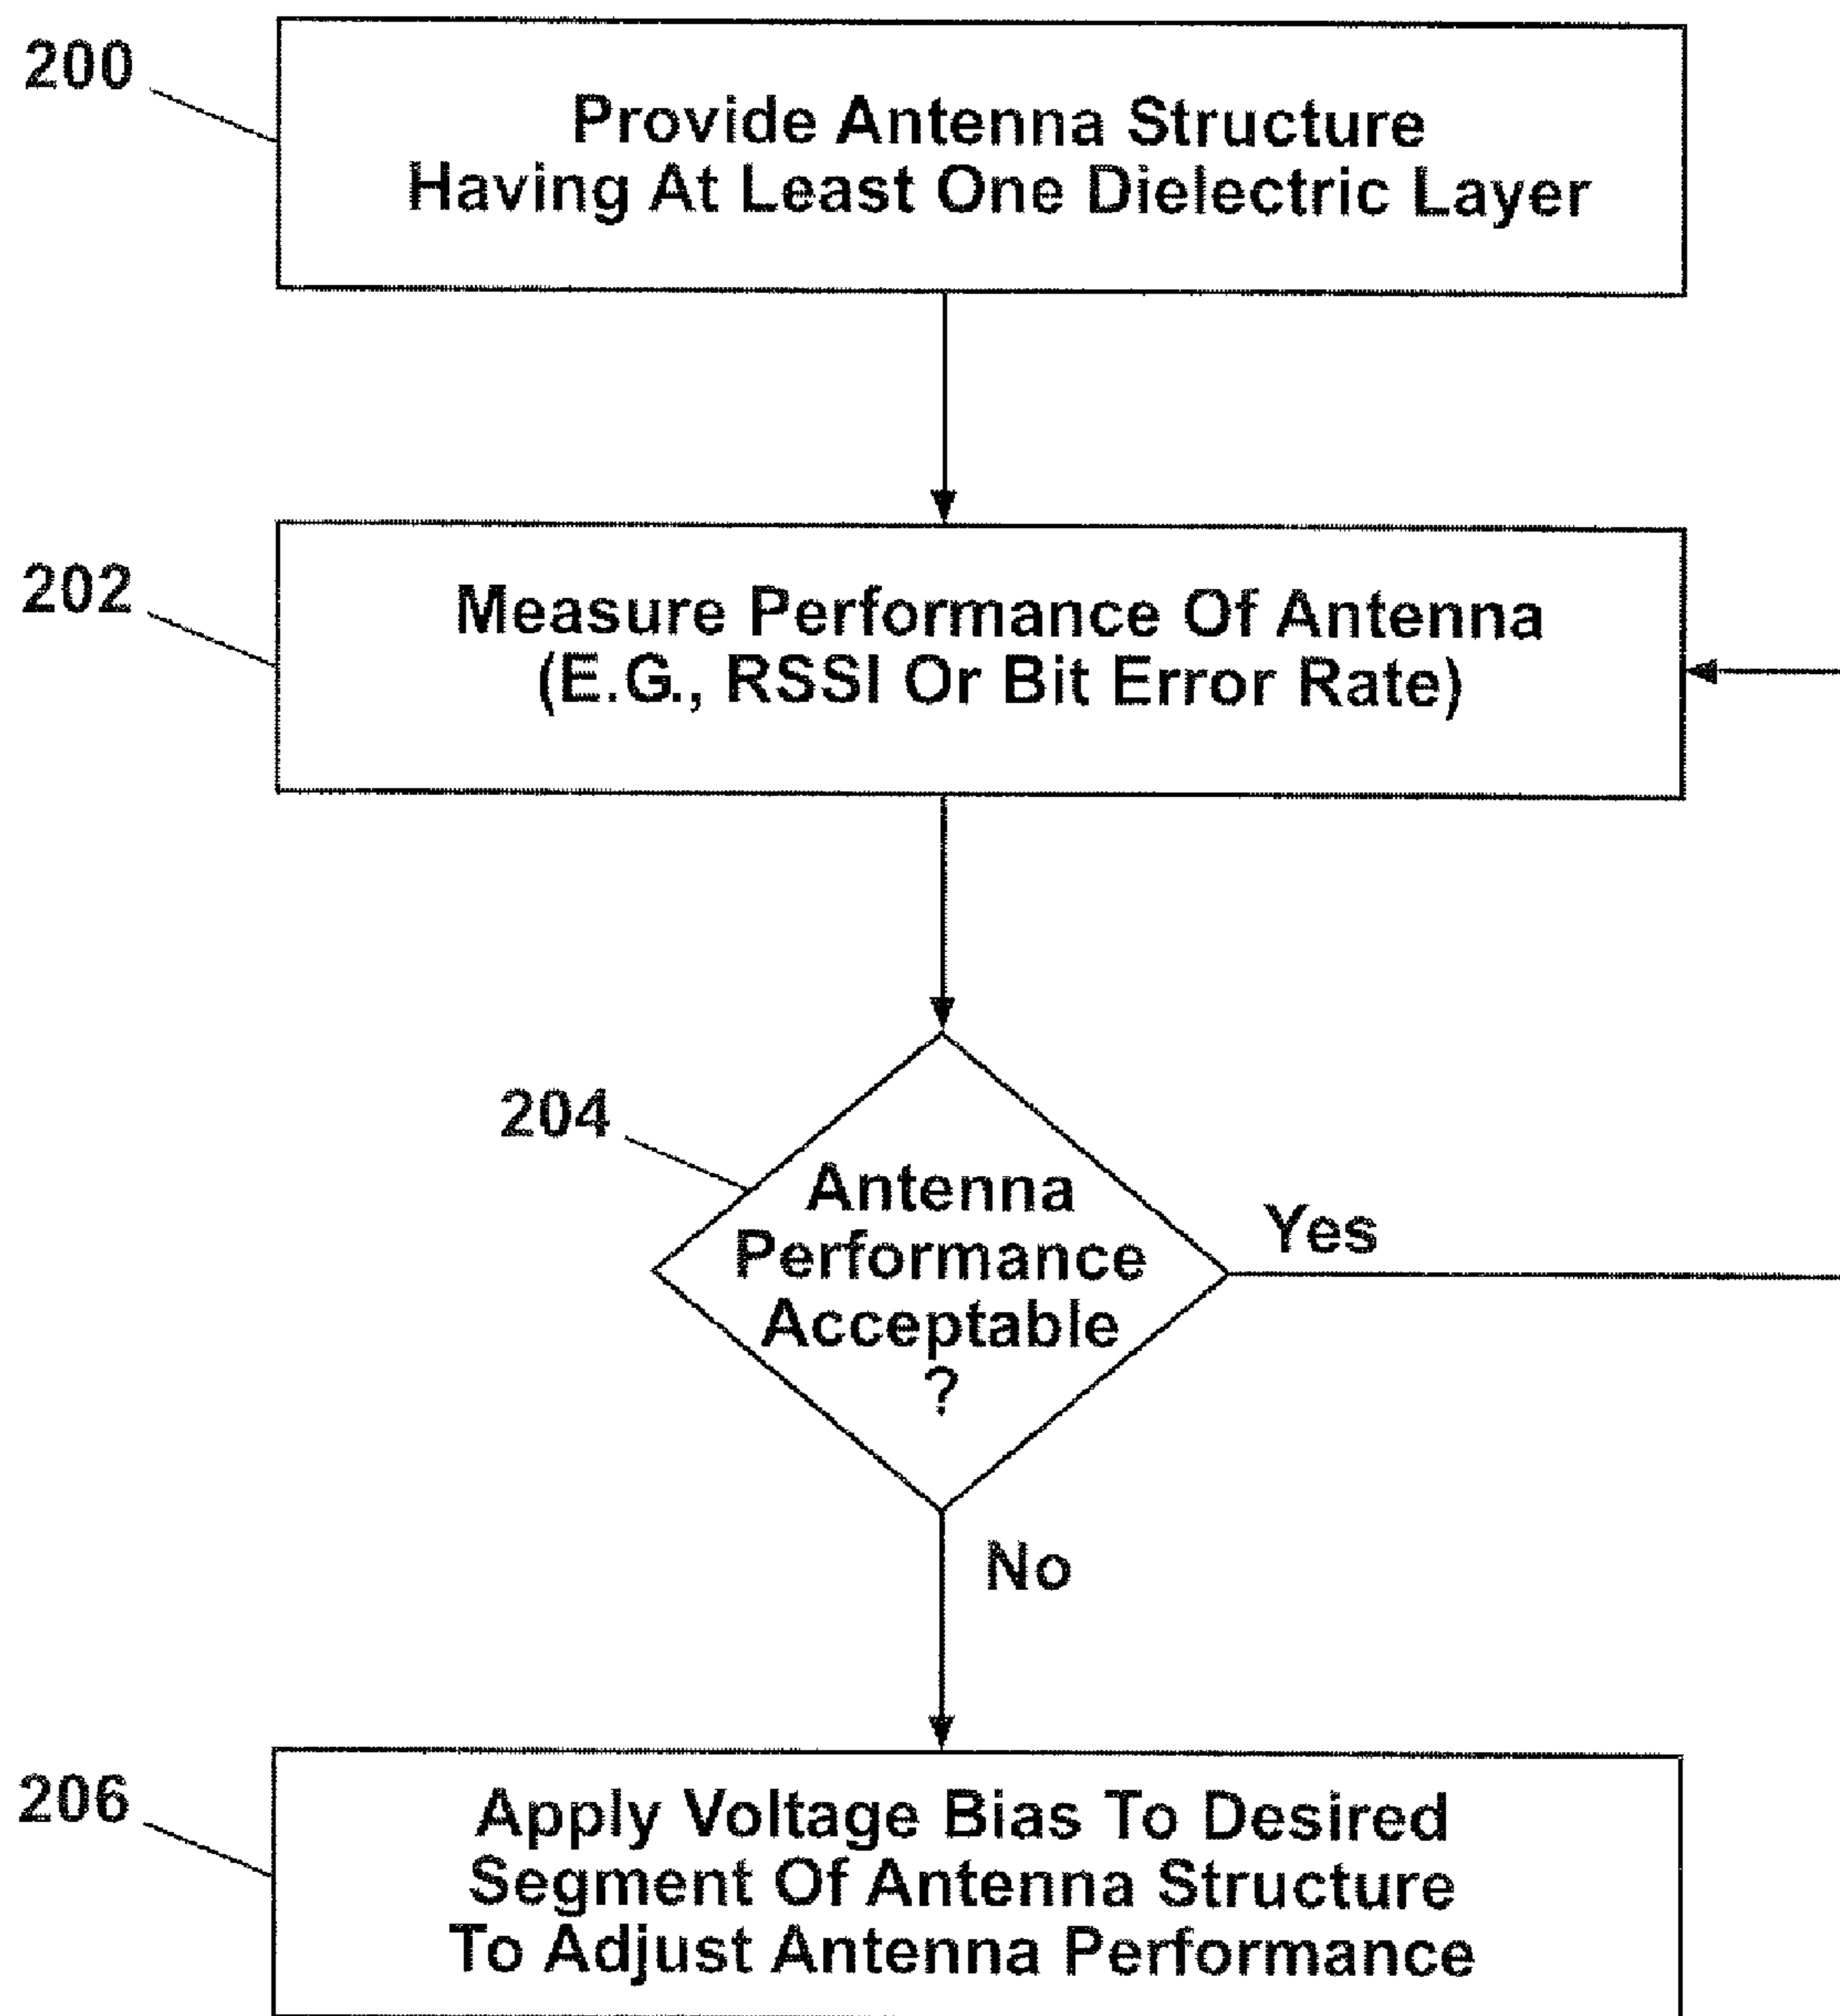 200
Provide Antenna Structure
Having At Least One Dielectric Layer
202
Measure Performance Of Antenna
(E.G., RSSI Or Bit Error Rate)
204
Antenna
Performance
Acceptable
?
Yes
No
206
Apply Voltage Bias To Desired
Segment Of Antenna Structure
To Adjust Antenna Performance